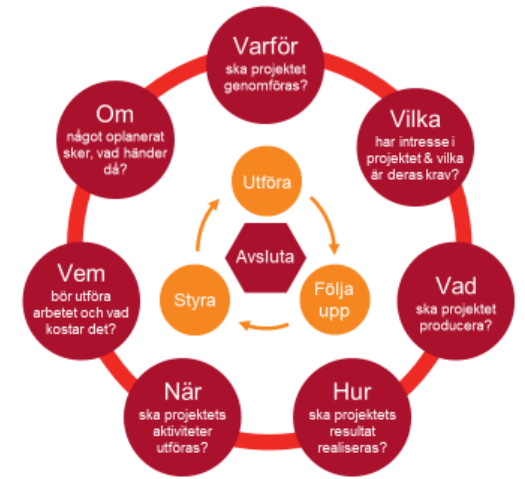 Varför
ska projektet
genomföras?
Vilka
har intresse i
projektet & vilka
är deras krav?
Vad
ska projektet
producera?
Hur
ska projektets
resultat
realiseras?
När
ska projektets
aktiviteter
utföras?
Vem
bör utföra
arbetet och vad
kostar det?
Om
något oplanerat
sker, vad händer
då?
Utföra
Följa
upp
Styra
Avsluta